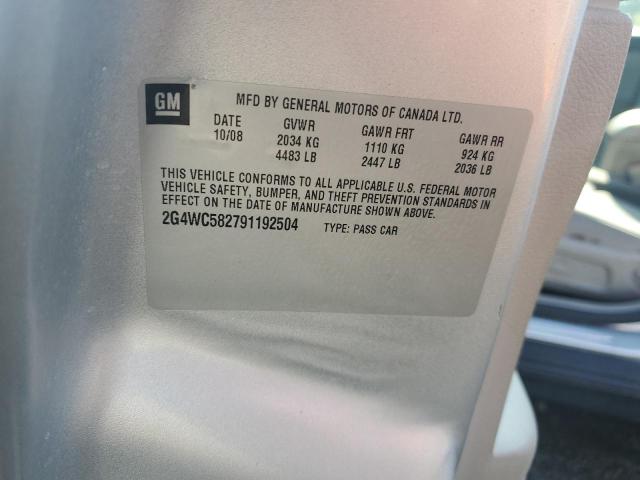 GM
MFD BY GENERAL MOTORS OF CANADA LTD.
DATE GVWR GAWR FRT GAWR RR
10/08 2034 KG 1110 KG 924 KG
4483 LB 2447 LB 2036 LB
THIS VEHICLE CONFORMS TO ALL APPLICABLE U.S. FEDERAL MOTOR
VEHICLE SAFETY, BUMPER, AND THEFT PREVENTION STANDARDS IN
EFFECT ON THE DATE OF MANUFACTURE SHOWN ABOVE.
2G4WC582791192504 TYPE: PASS CAR